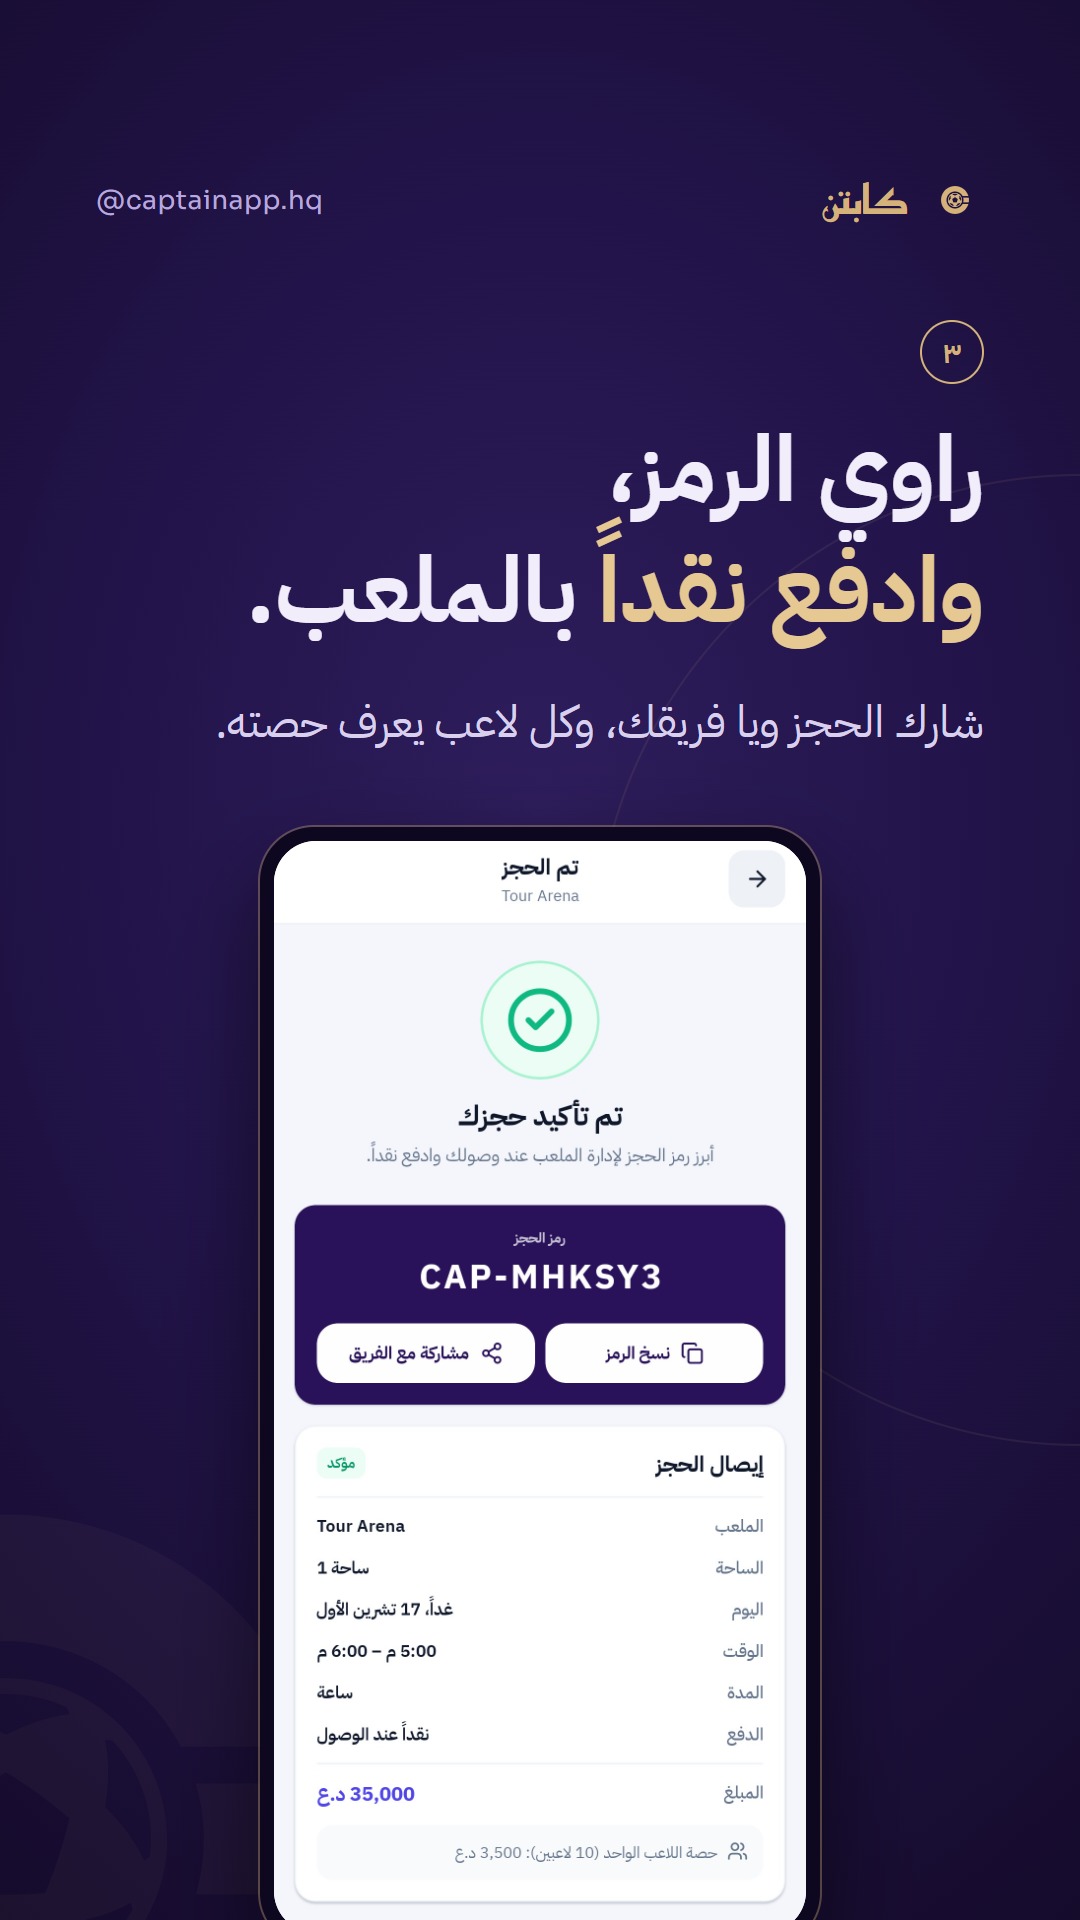 كابتن
@captainapp.hq
٣
راوي الرمز،
وادفع نقداً بالملعب.
شارك الحجز ويا فريقك، وكل لاعب يعرف حصته.
تم الحجز
Tour Arena
تم تأكيد حجزك
أبرز رمز الحجز لإدارة الملعب عند وصولك وادفع نقداً.
رمز الحجز
CAP-MHKSY3
نسخ الرمز
مشاركة مع الفريق
إيصال الحجز
مؤكد
الملعب Tour Arena
الساحة ساحة 1
اليوم غداً، 17 تشرين الأول
الوقت 5:00 م – 6:00 م
المدة ساعة
الدفع نقداً عند الوصول
المبلغ 35,000 د.ع
حصة اللاعب الواحد (10 لاعبين): 3,500 د.ع